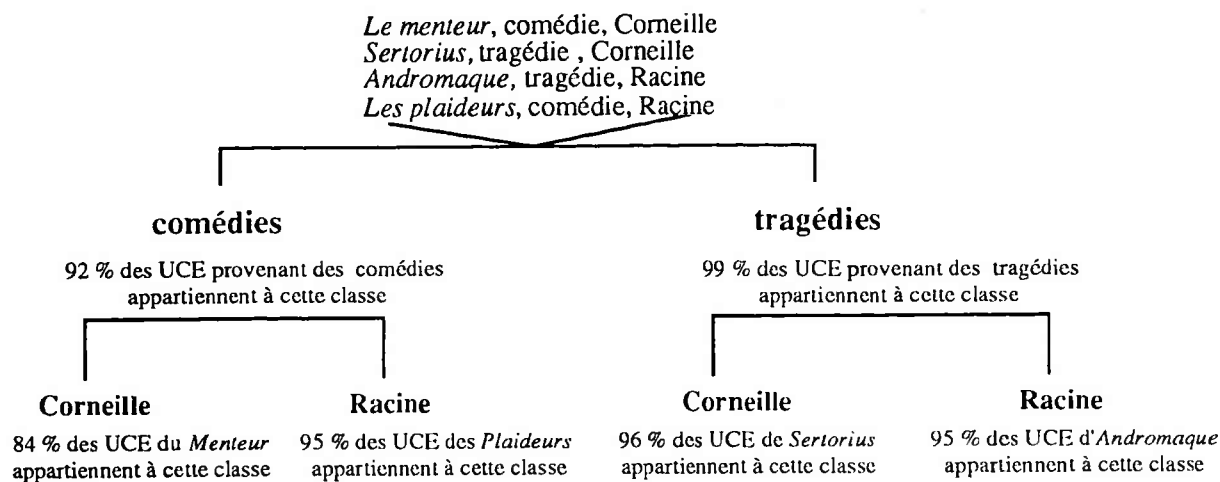 Le menteur, comédie, Corneille
Sertorius, tragédie , Corneille
Andromaque, tragédie, Racine
Les plaideurs, comédie, Racine
comédies
92 % des UCE provenant des comédies
appartiennent à cette classe
tragédies
99 % des UCE provenant des tragédies
appartiennent à cette classe
Corneille
84 % des UCE du Menteur
appartiennent à cette classe
Racine
95 % des UCE des Plaideurs
appartiennent à cette classe
Corneille
96 % des UCE de Sertorius
appartiennent à cette classe
Racine
95 % des UCE d'Andromaque
appartiennent à cette classe